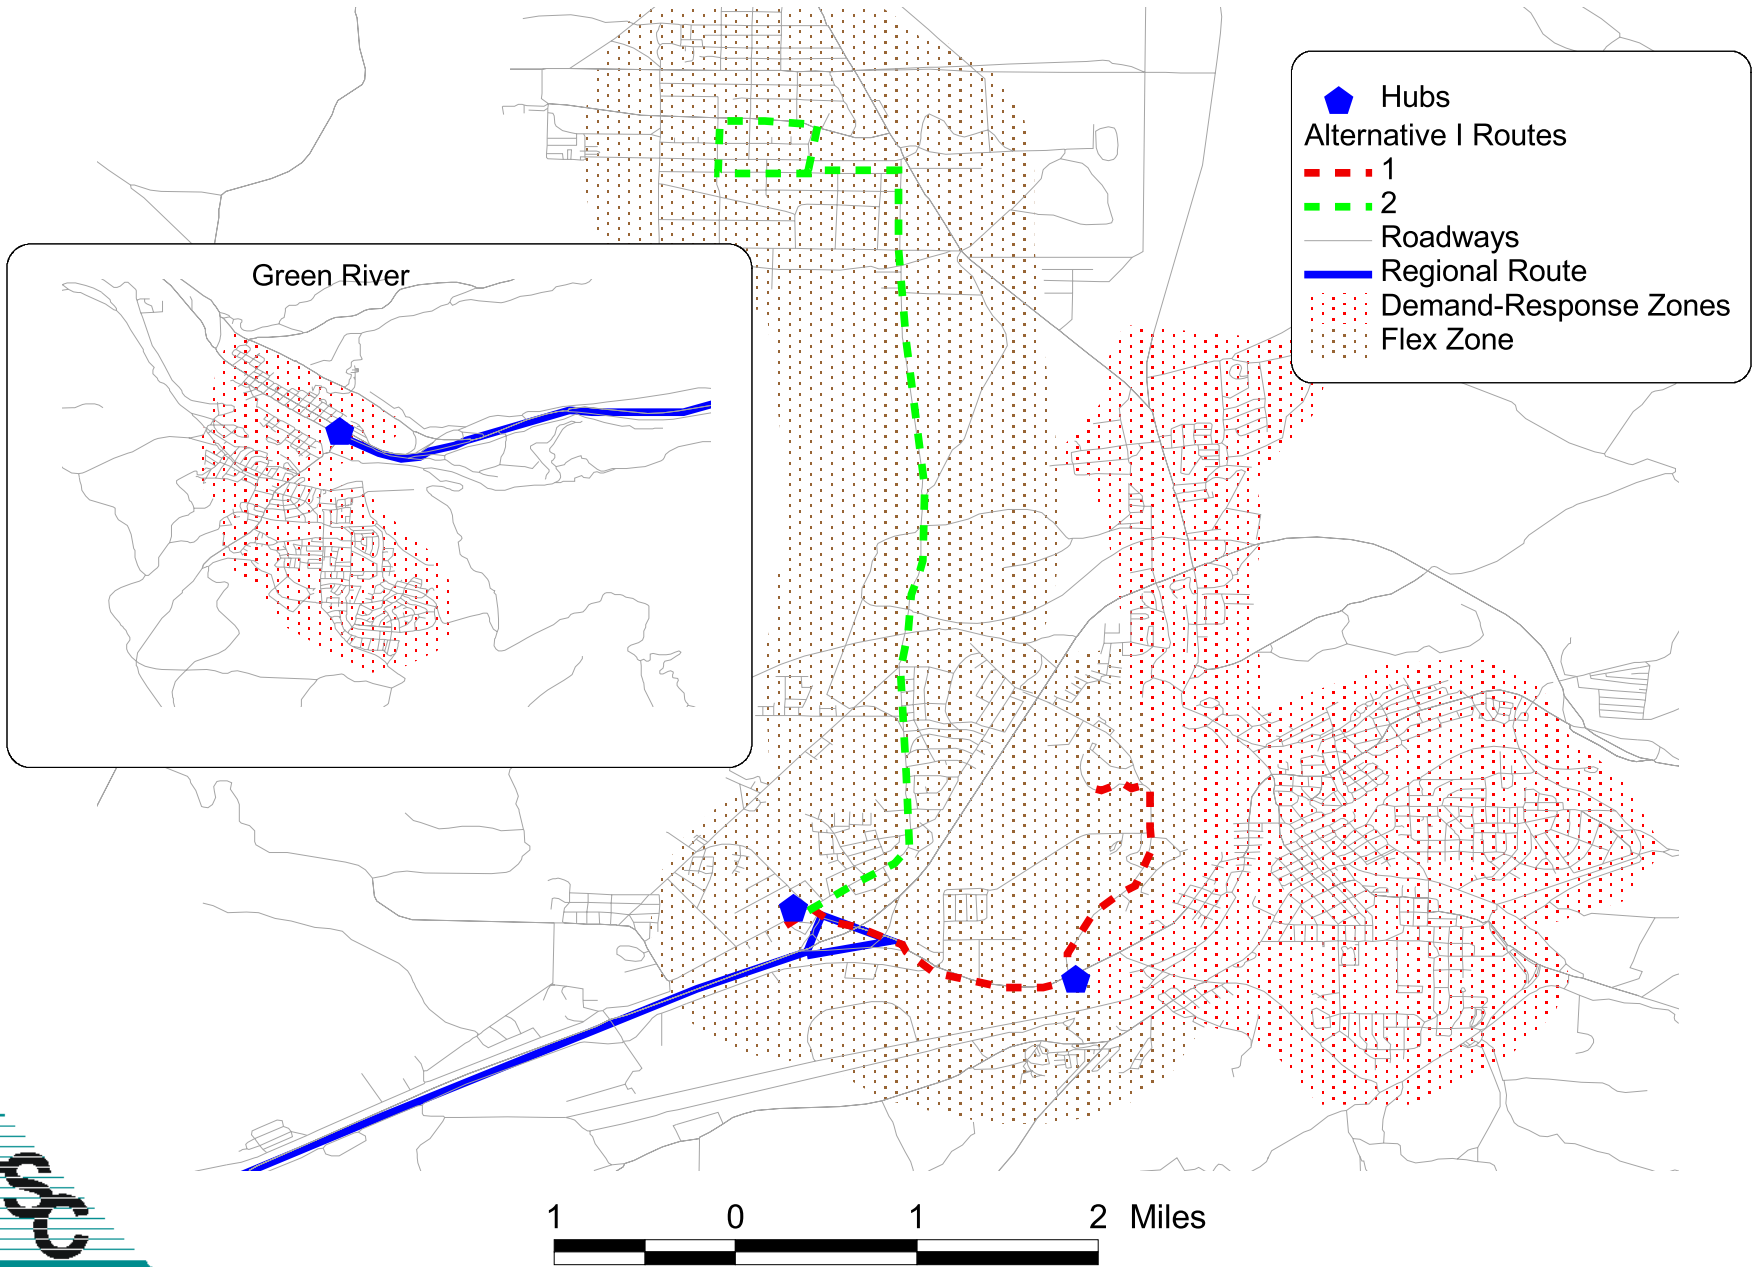 Hubs
Alternative I Routes
1
2
Roadways
Regional Route
Demand-Response Zones
Flex Zone
Green River
1 0 1 2 Miles
SC